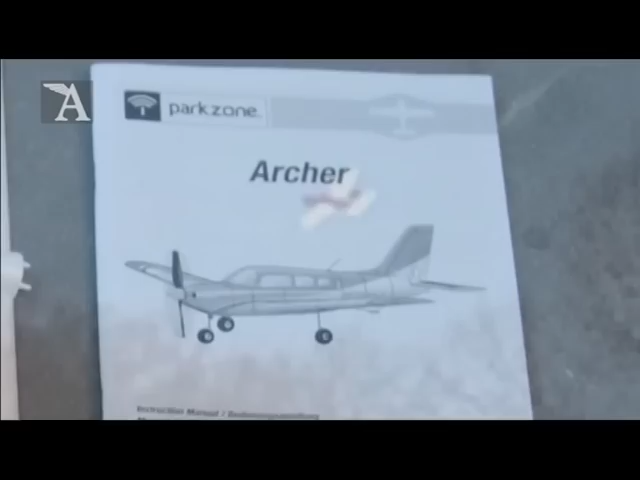 A
parkzone
Archer
Instruction Manual / Bedienungsanleitung